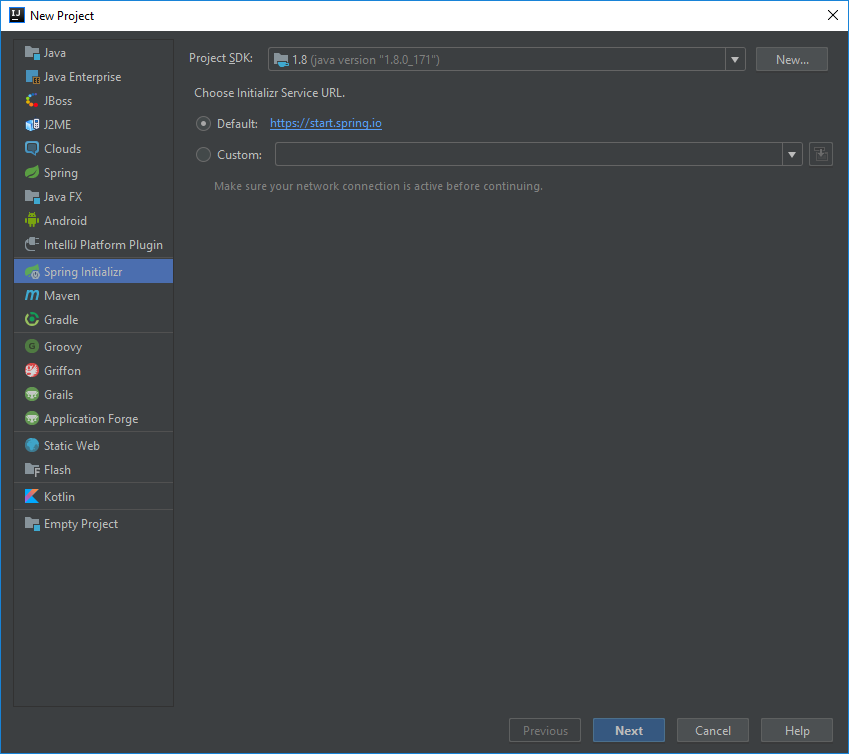 IJ
New Project
Java
Java Enterprise
JBoss
J2ME
Clouds
Spring
Java FX
Android
IntelliJ Platform Plugin
Spring Initializr
Maven
Gradle
Groovy
Griffon
Grails
Application Forge
Static Web
Flash
Kotlin
Empty Project
Project SDK: 1.8 (java version "1.8.0_171") New...
Choose Initializr Service URL.
Default: https://start.spring.io
Custom:
Make sure your network connection is active before continuing.
Previous Next Cancel Help